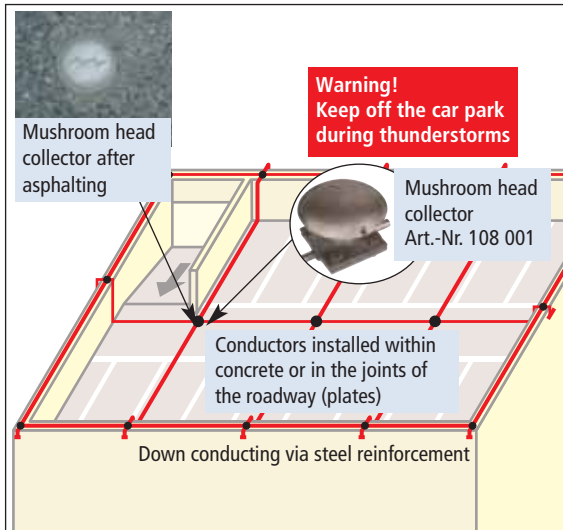 Warning!
Keep off the car park
during thunderstorms
Mushroom head
collector after
asphalting
Mushroom head
collector
Art.-Nr. 108 001
Conductors installed within
concrete or in the joints of
the roadway (plates)
Down conducting via steel reinforcement